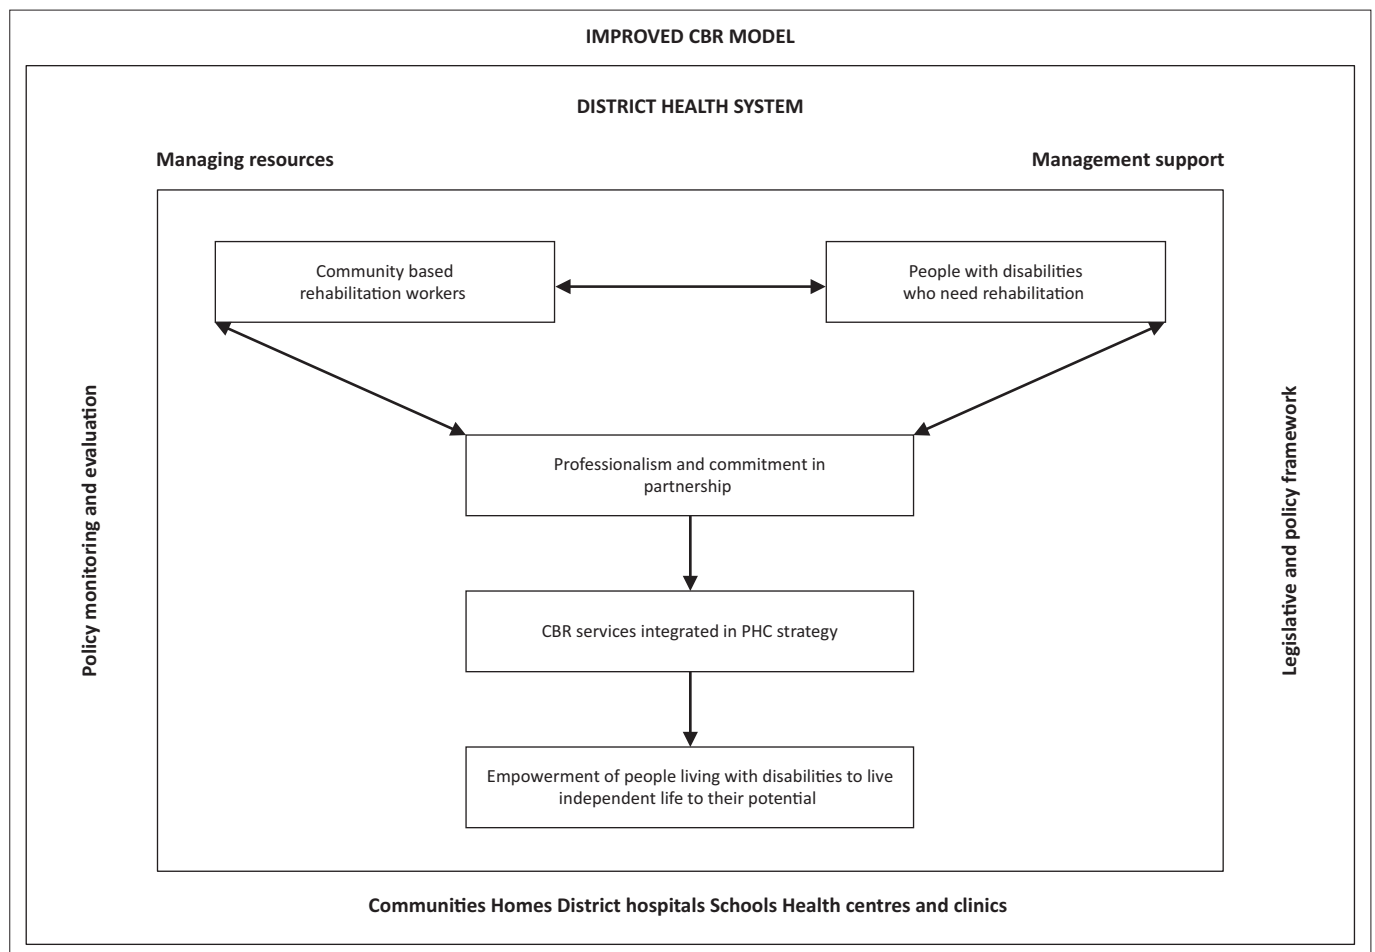 IMPROVED CBR MODEL
DISTRICT HEALTH SYSTEM
Managing resources
Management support
Community based
rehabilitation workers
People with disabilities
who need rehabilitation
Policy monitoring and evaluation
Legislative and policy framework
Professionalism and commitment in
partnership
CBR services integrated in PHC strategy
Empowerment of people living with disabilities to live
independent life to their potential
Communities Homes District hospitals Schools Health centres and clinics